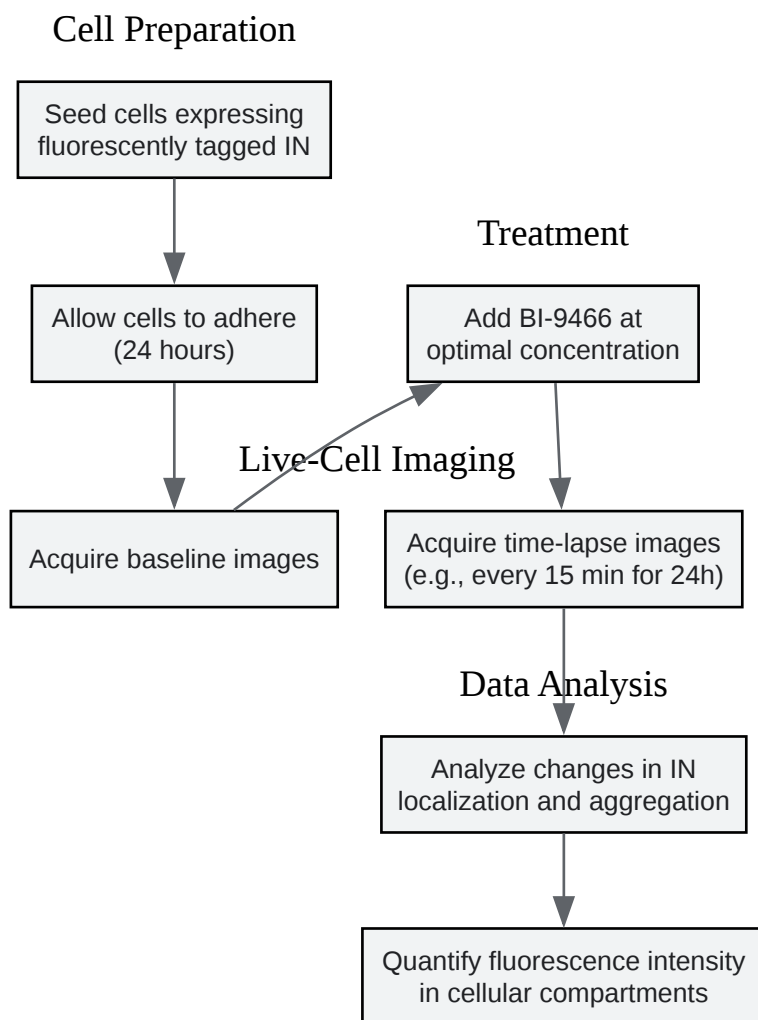 Cell Preparation
Seed cells expressing
fluorescently tagged IN
Allow cells to adhere
(24 hours)
Treatment
Add BI-9466 at
optimal concentration
Live-Cell Imaging
Acquire baseline images
Acquire time-lapse images
(e.g., every 15 min for 24h)
Data Analysis
Analyze changes in IN
localization and aggregation
Quantify fluorescence intensity
in cellular compartments